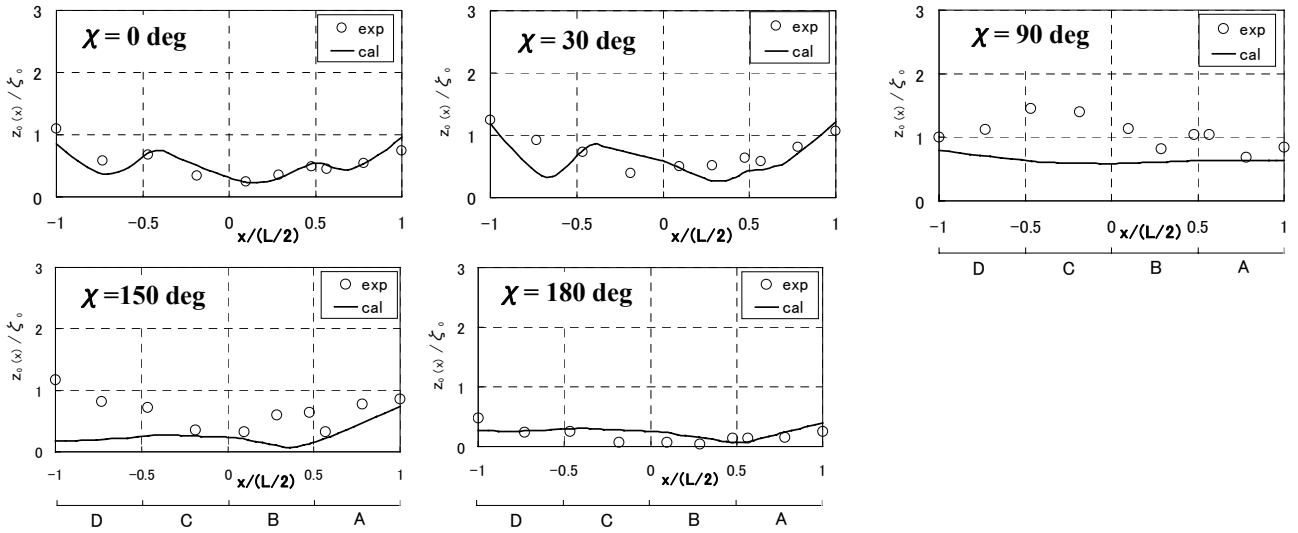 χ = 0 deg
exp
cal
3
2
1
0
z₀(x)/ζ₀
-1
-0.5
0
0.5
1
x/(L/2)
χ = 30 deg
exp
cal
3
2
1
0
z₀(x)/ζ₀
-1
-0.5
0
0.5
1
x/(L/2)
χ = 90 deg
exp
cal
3
2
1
0
z₀(x)/ζ₀
-1
-0.5
0
0.5
1
x/(L/2)
D C B A
χ =150 deg
exp
cal
3
2
1
0
z₀(x)/ζ₀
-1
-0.5
0
0.5
1
x/(L/2)
D C B A
χ = 180 deg
exp
cal
3
2
1
0
z₀(x)/ζ₀
-1
-0.5
0
0.5
1
x/(L/2)
D C B A